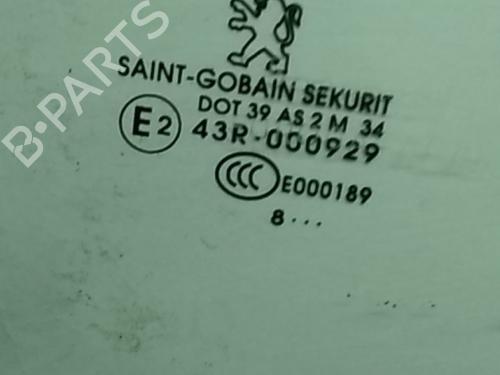 SAINT-GOBAIN SEKURIT
DOT 39 AS 2 M 34
E2 43R-000929
CCC E000189
8...
B-PARTS